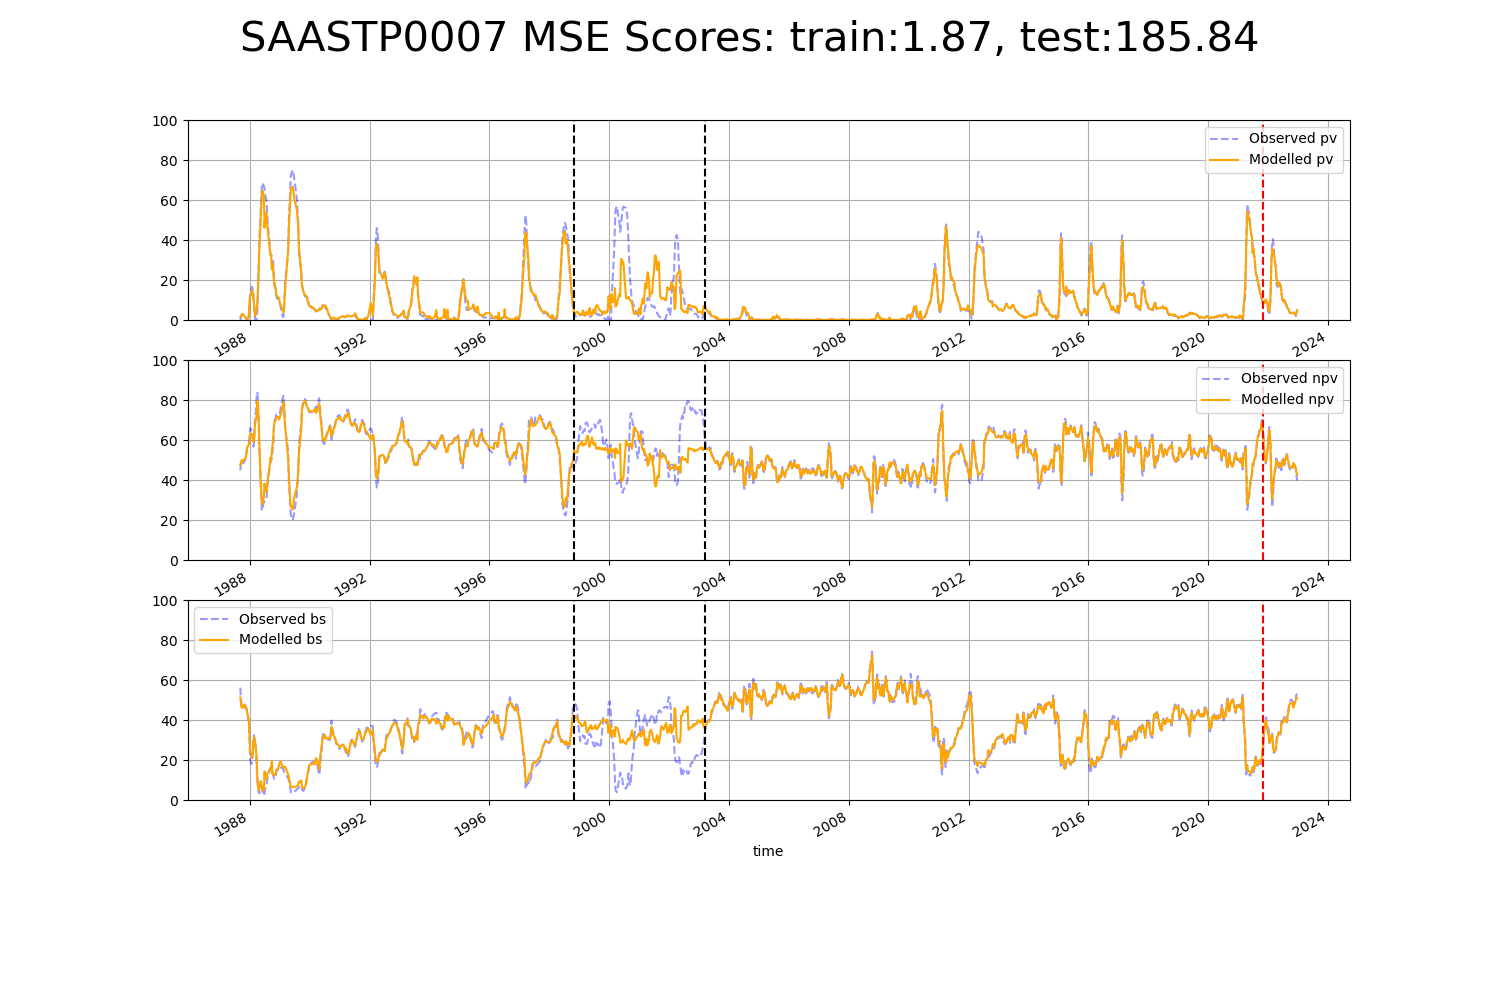 SAASTP0007 MSE Scores: train:1.87, test:185.84
100
80
60
40
20
0
Observed pv
Modelled pv
1988 1992 1996 2000 2004 2008 2012 2016 2020 2024
100
80
60
40
20
0
Observed npv
Modelled npv
1988 1992 1996 2000 2004 2008 2012 2016 2020 2024
100
80
60
40
20
0
Observed bs
Modelled bs
1988 1992 1996 2000 2004 2008 2012 2016 2020 2024
time